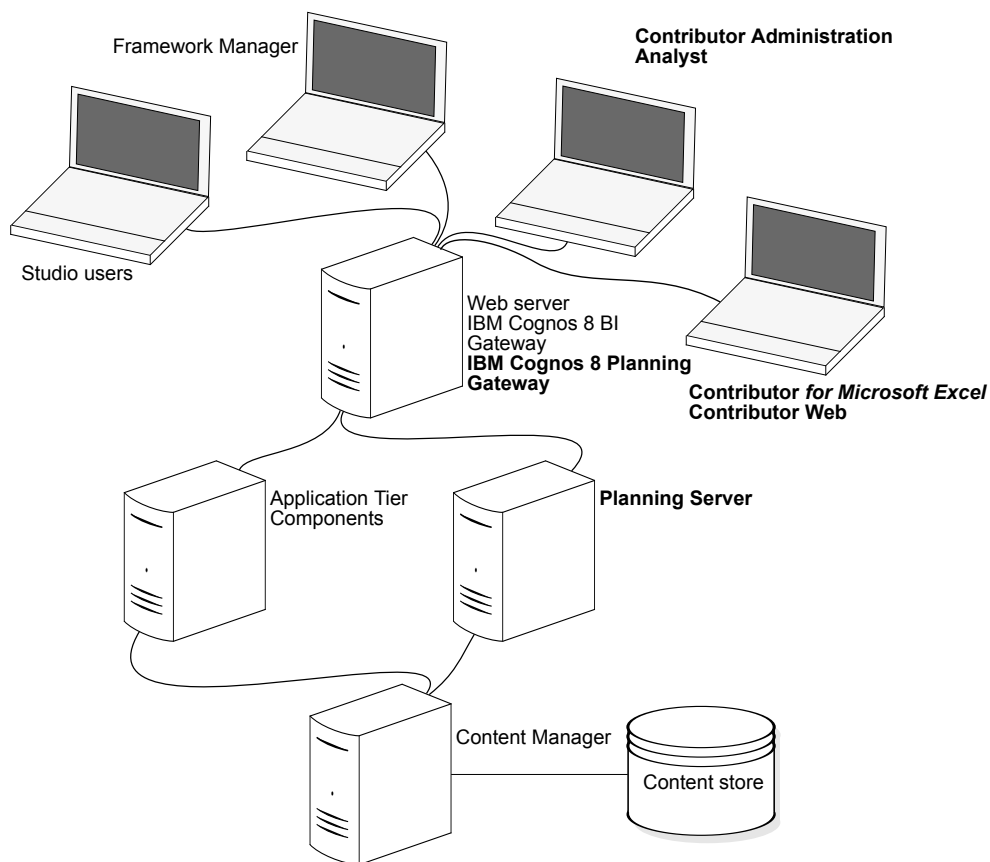 Framework Manager
Contributor Administration
Analyst
Studio users
Web server
IBM Cognos 8 BI
Gateway
IBM Cognos 8 Planning
Gateway
Contributor for Microsoft Excel
Contributor Web
Application Tier
Components
Planning Server
Content Manager
Content store